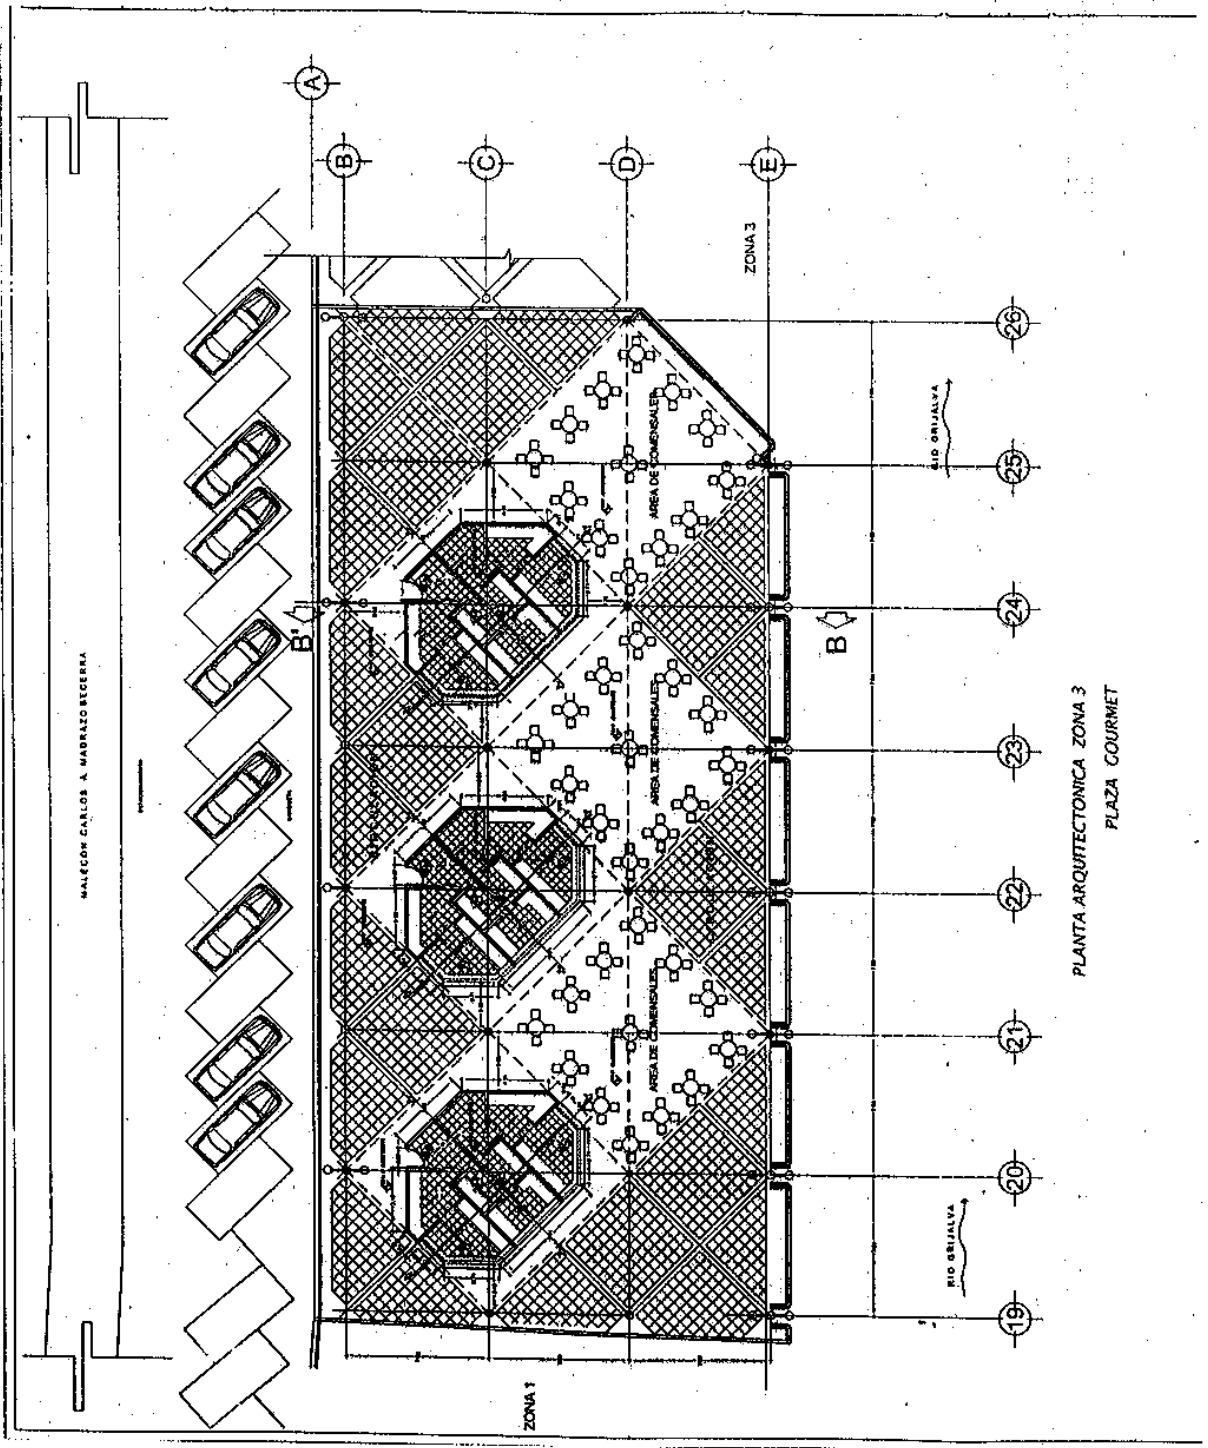 MALECON CARLOS A. MADRAZO BECERRA
A
B
C
D
E
ZONA 3
B'
B
AREA DE COMENSALES
AREA DE COMENSALES
AREA DE COMENSALES
RIO GRIJALVA
RIO GRIJALVA
19
20
21
22
23
24
25
26
ZONA 1
PLANTA ARQUITECTONICA ZONA 3
PLAZA GOURMET